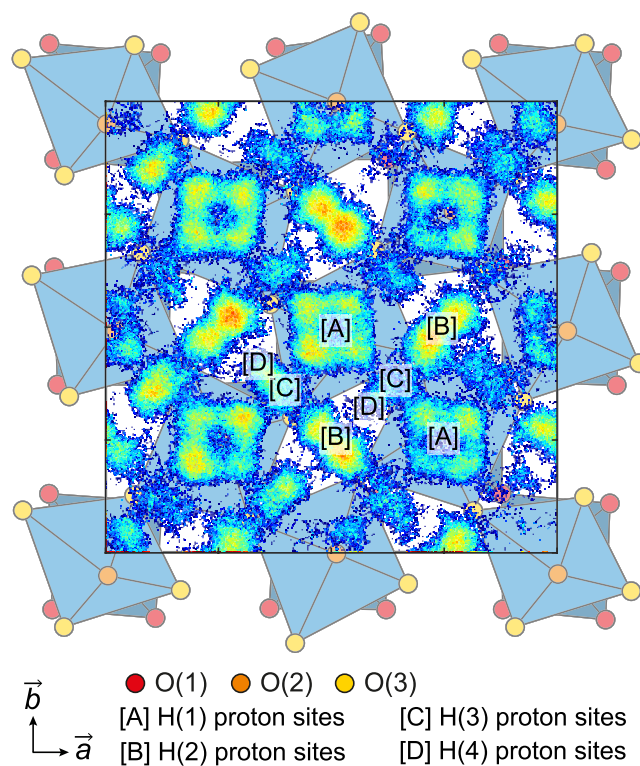 [A]
[B]
[D]
[C]
[C]
[D]
[B]
[A]
O(1) O(2) O(3)
b
[A] H(1) proton sites [C] H(3) proton sites
a
[B] H(2) proton sites [D] H(4) proton sites